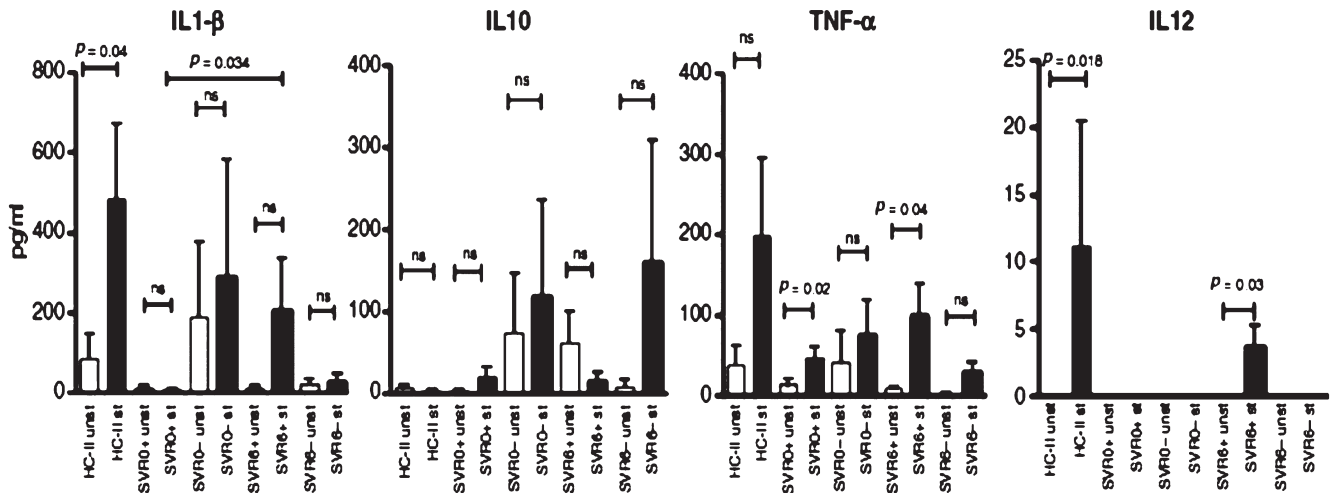 IL1-β
p = 0.04
p = 0.034
ns
ns
ns
ns
800
600
400
200
0
pg/ml
HC-II unst
HC-II st
SVR0+ unst
SVR0+ st
SVR0– unst
SVR0– st
SVR6+ unst
SVR6+ st
SVR6– unst
SVR6– st
IL10
ns
ns
ns
ns
ns
400
300
200
100
0
HC-II unst
HC-II st
SVR0+ unst
SVR0+ st
SVR0– unst
SVR0– st
SVR6+ unst
SVR6+ st
SVR6– unst
SVR6– st
TNF-α
ns
p = 0.04
ns
p = 0.02
ns
400
300
200
100
0
HC-II unst
HC-II st
SVR0+ unst
SVR0+ st
SVR0– unst
SVR0– st
SVR6+ unst
SVR6+ st
SVR6– unst
SVR6– st
IL12
p = 0.018
p = 0.03
25
20
15
10
5
0
HC-II unst
HC-II st
SVR0+ unst
SVR0+ st
SVR0– unst
SVR0– st
SVR6+ unst
SVR6+ st
SVR6– unst
SVR6– st